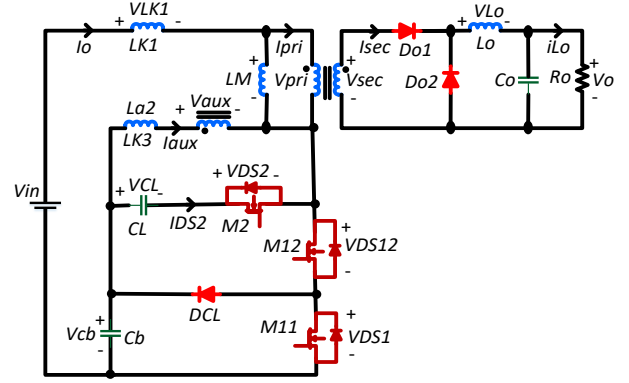 VLK1
VLo
+ -
+ -
Io
LK1
Ipri
Isec
Do1
Lo
iLo
+
+
+
LM
Vpri
Vsec
Do2
Co
Ro
Vo
-
-
-
-
La2
Vaux
+ -
LK3
Iaux
Vin
+ VCL -
+ VDS2 -
CL
IDS2
M2
M12
+
VDS12
-
DCL
M11
+
VDS1
-
Vcb
+
-
Cb